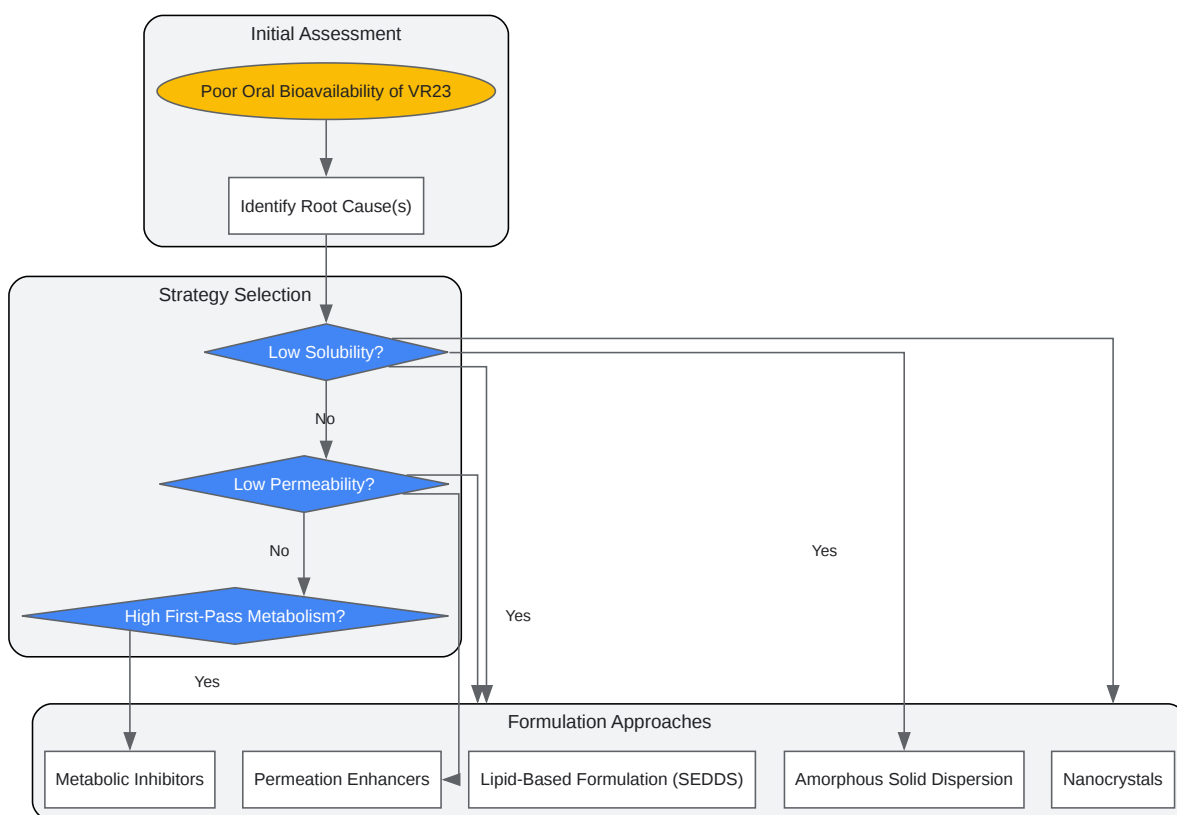 Initial Assessment
Poor Oral Bioavailability of VR23
Identify Root Cause(s)
Strategy Selection
Low Solubility?
No
Low Permeability?
No
Yes
High First-Pass Metabolism?
Yes
Yes
Formulation Approaches
Metabolic Inhibitors
Permeation Enhancers
Lipid-Based Formulation (SEDDS)
Amorphous Solid Dispersion
Nanocrystals